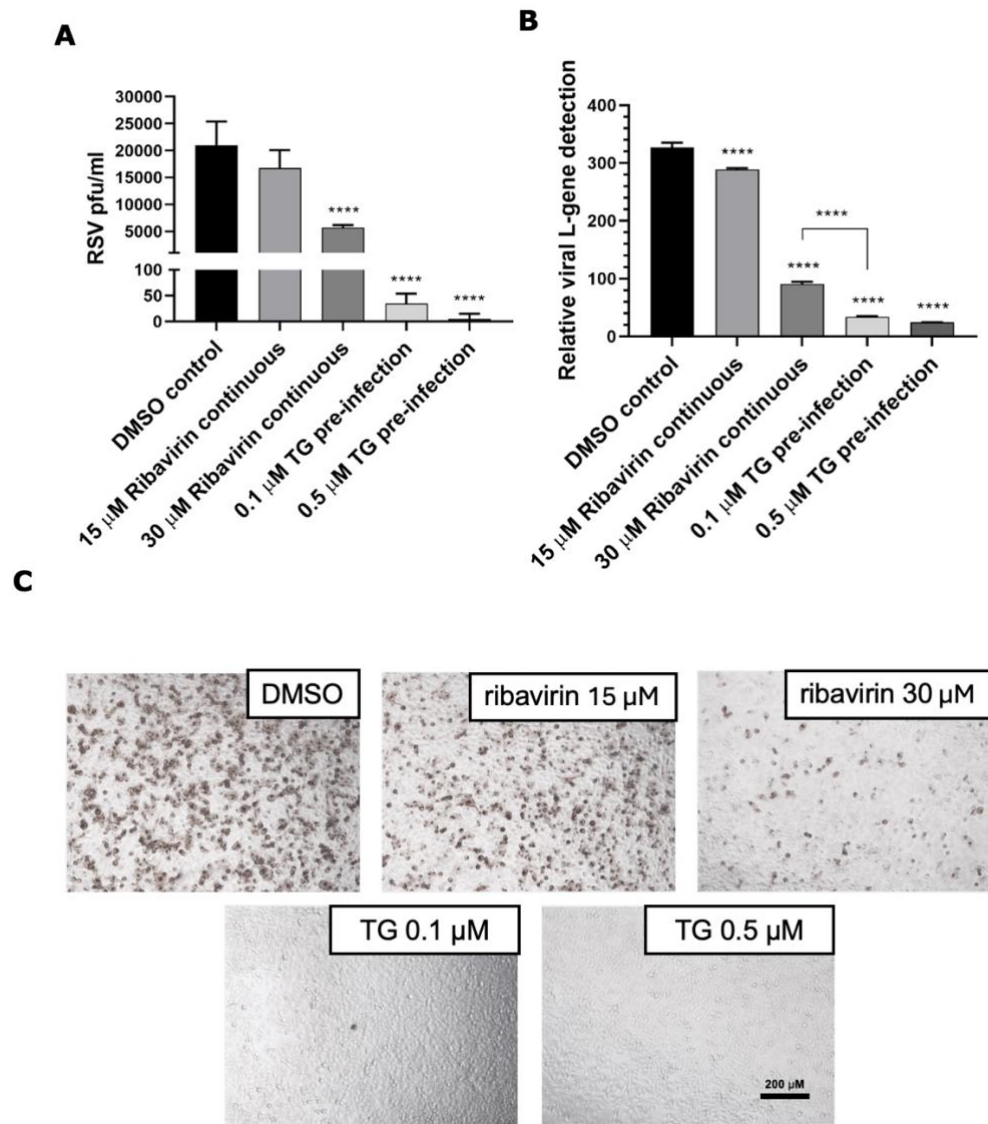 A
RSV pfu/ml
30000
25000
20000
15000
10000
5000
100
50
0
****
****
****
DMSO control
15 μM Ribavirin continuous
30 μM Ribavirin continuous
0.1 μM TG pre-infection
0.5 μM TG pre-infection
B
Relative viral L-gene detection
400
300
200
100
0
****
****
****
****
****
DMSO control
15 μM Ribavirin continuous
30 μM Ribavirin continuous
0.1 μM TG pre-infection
0.5 μM TG pre-infection
C
DMSO
ribavirin 15 μM
ribavirin 30 μM
TG 0.1 μM
TG 0.5 μM
200 μM